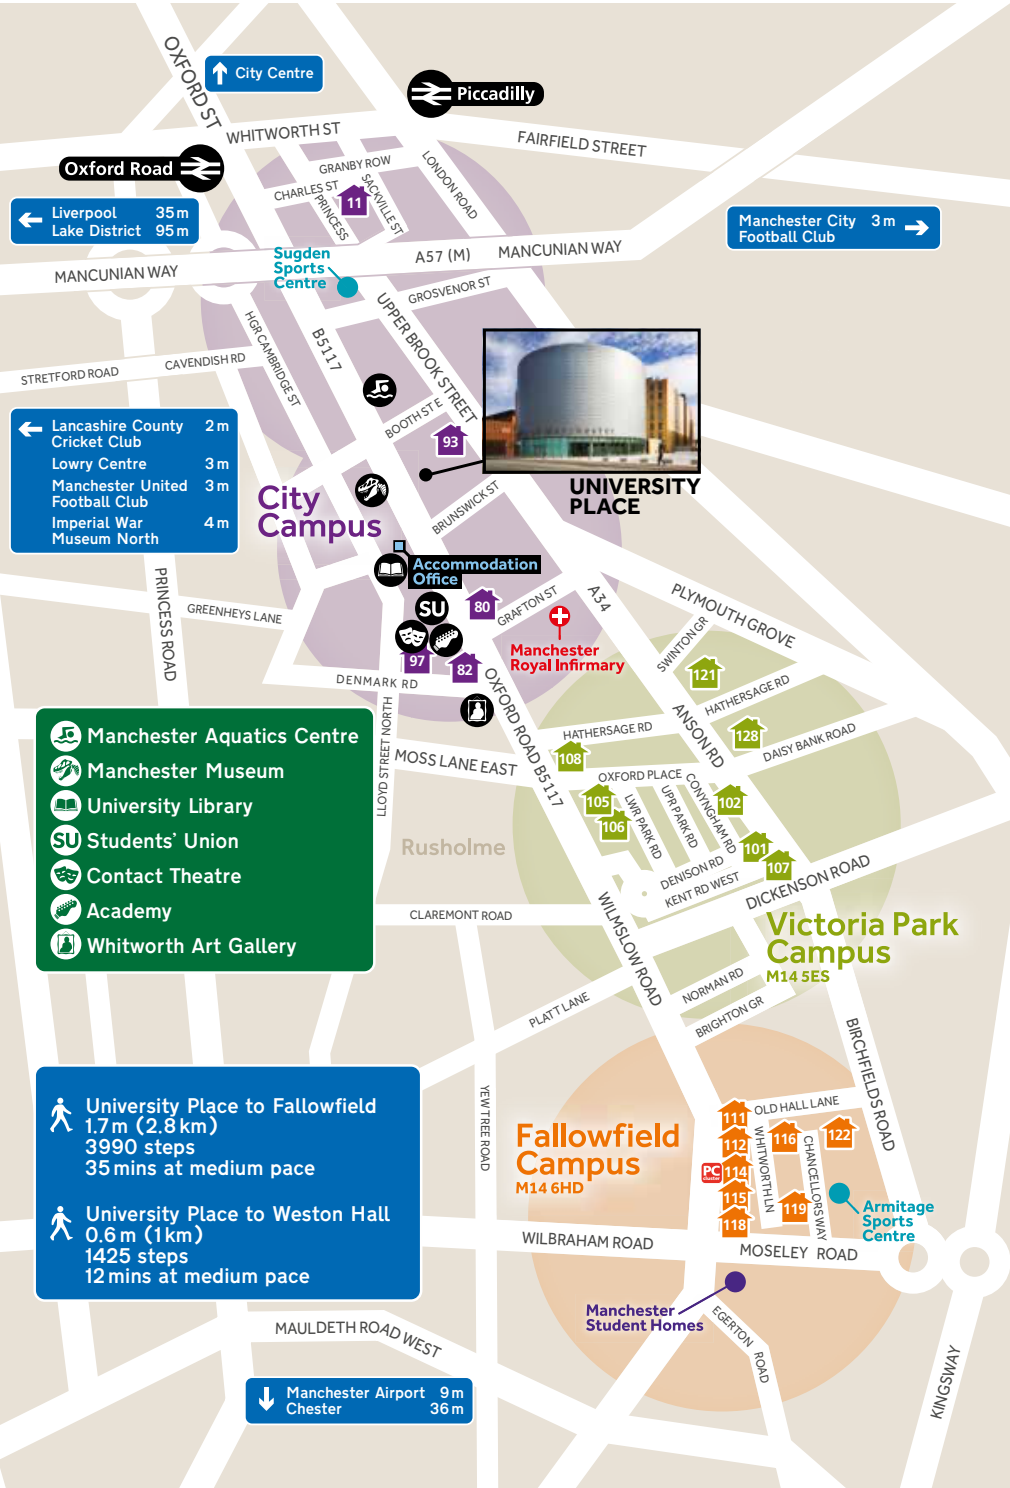 OXFORD ST
City Centre
Piccadilly
WHITWORTH ST
FAIRFIELD STREET
Oxford Road
GRANBY ROW
LONDON ROAD
CHARLES ST
SACKVILLE ST
PRINCESS
11
Liverpool 35m
Lake District 95m
Manchester City 3m
Football Club
MANCUNIAN WAY
A57 (M)
MANCUNIAN WAY
Sugden
Sports
Centre
GROSVENOR ST
UPPER BROOK STREET
HGR CAMBRIDGE ST
B5117
CAVENDISH RD
STRETFORD ROAD
BOOTH ST E
93
Lancashire County 2m
Cricket Club
Lowry Centre 3m
Manchester United 3m
Football Club
Imperial War 4m
Museum North
UNIVERSITY
PLACE
City
Campus
BRUNSWICK ST
Accommodation
Office
PRINCESS ROAD
GREENHEYS LANE
SU
80
GRAFTON ST
A34
PLYMOUTH GROVE
SWINTON GR
Manchester
Royal Infirmary
97
82
DENMARK RD
121
HATHERSAGE RD
OXFORD ROAD B5117
ANSON RD
LLOYD STREET NORTH
HATHERSAGE RD
128
DAISY BANK ROAD
MOSS LANE EAST
108
OXFORD PLACE
105
106
LWR PARK RD
UPR PARK RD
CONYNGHAM RD
102
101
107
DENISON RD
KENT RD WEST
DICKENSON ROAD
Rusholme
Manchester Aquatics Centre
Manchester Museum
University Library
SU Students' Union
Contact Theatre
Academy
Whitworth Art Gallery
CLAREMONT ROAD
WILMSLOW ROAD
Victoria Park
Campus
M14 5ES
NORMAN RD
BRIGHTON GR
PLATT LANE
BIRCHFIELDS ROAD
YEW TREE ROAD
University Place to Fallowfield
1.7m (2.8km)
3990 steps
35mins at medium pace
University Place to Weston Hall
0.6m (1km)
1425 steps
12mins at medium pace
Fallowfield
Campus
M14 6HD
OLD HALL LANE
111
112
PC
cluster
114
115
118
116
122
119
WHITWORTH LN
CHANCELLORS WAY
Armitage
Sports
Centre
WILBRAHAM ROAD
MOSELEY ROAD
Manchester
Student Homes
EGERTON ROAD
MAULDETH ROAD WEST
KINGSWAY
Manchester Airport 9m
Chester 36m